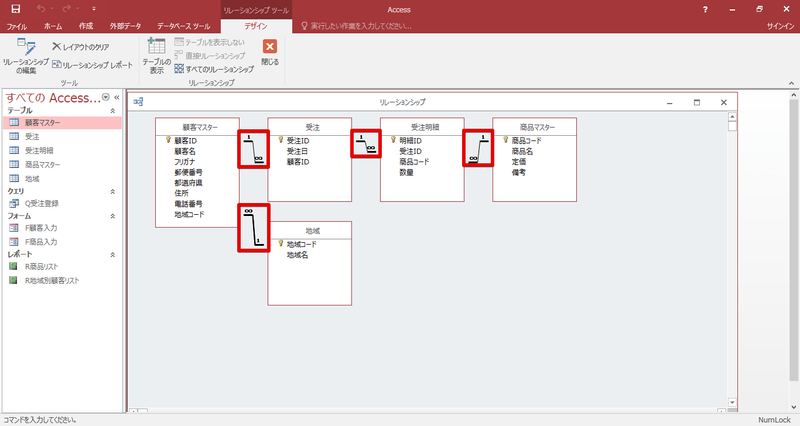 リレーションシップ ツール
Access
?
ファイル ホーム 作成 外部データ データベース ツール デザイン 実行したい作業を入力してください... サインイン
リレーションシップの編集
レイアウトのクリア
リレーションシップ レポート
ツール
テーブルの表示
テーブルを表示しない
直接リレーションシップ
すべてのリレーションシップ
リレーションシップ
閉じる
すべての Access...
テーブル
顧客マスター
受注
受注明細
商品マスター
地域
クエリ
Q受注登録
フォーム
F顧客入力
F商品入力
レポート
R商品リスト
R地域別顧客リスト
リレーションシップ
顧客マスター
顧客ID
顧客名
フリガナ
郵便番号
都道府県
住所
電話番号
地域コード
1
∞
受注
受注ID
受注日
顧客ID
1
∞
受注明細
明細ID
受注ID
商品コード
数量
1
∞
商品マスター
商品コード
商品名
定価
備考
∞
1
地域
地域コード
地域名
コマンドを入力してください。
NumLock